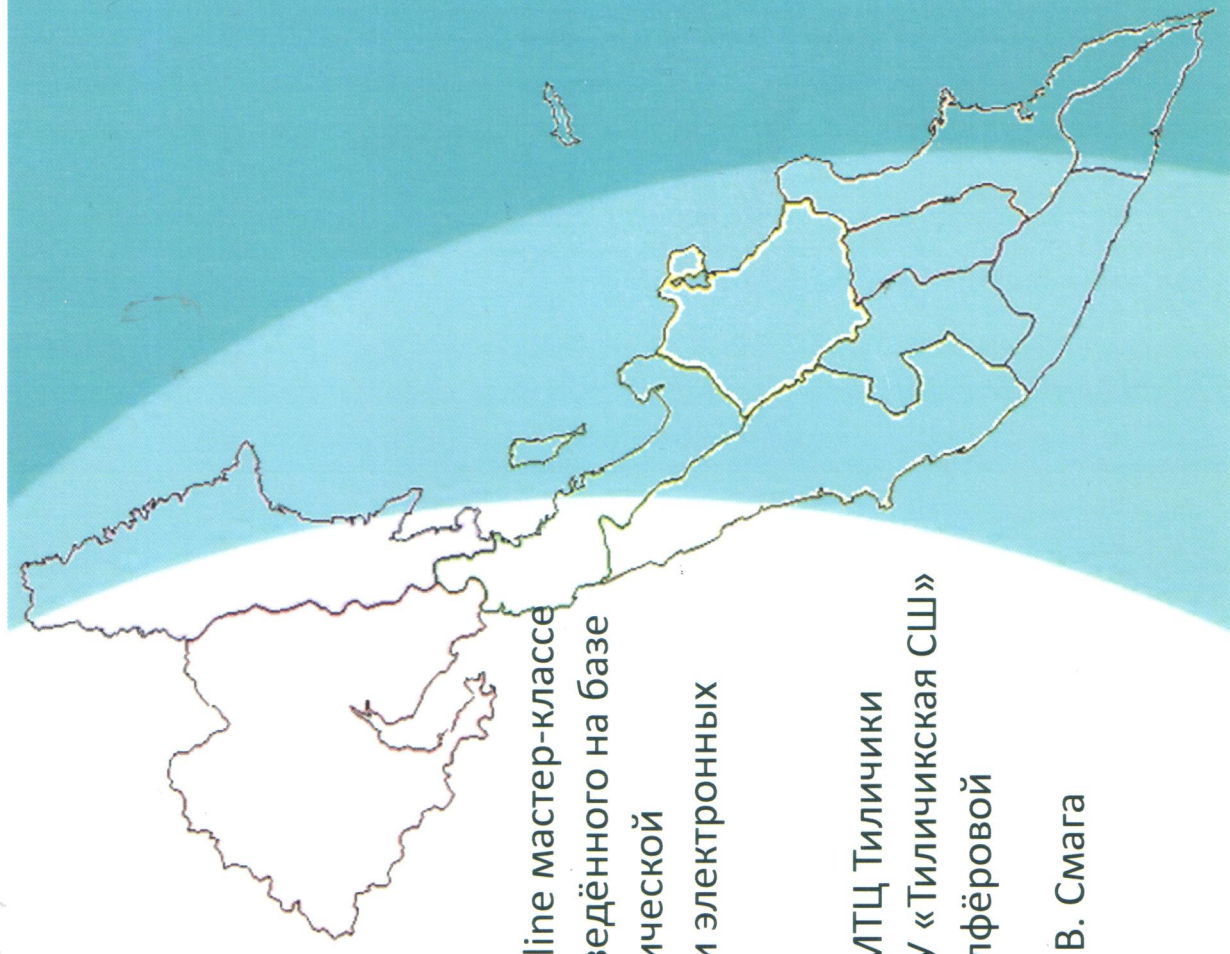 line мастер-классе
ведённого на базе
ической
и электронных
МТЦ Тиличики
У «Тиличикская СШ»
лфёровой
В. Смага